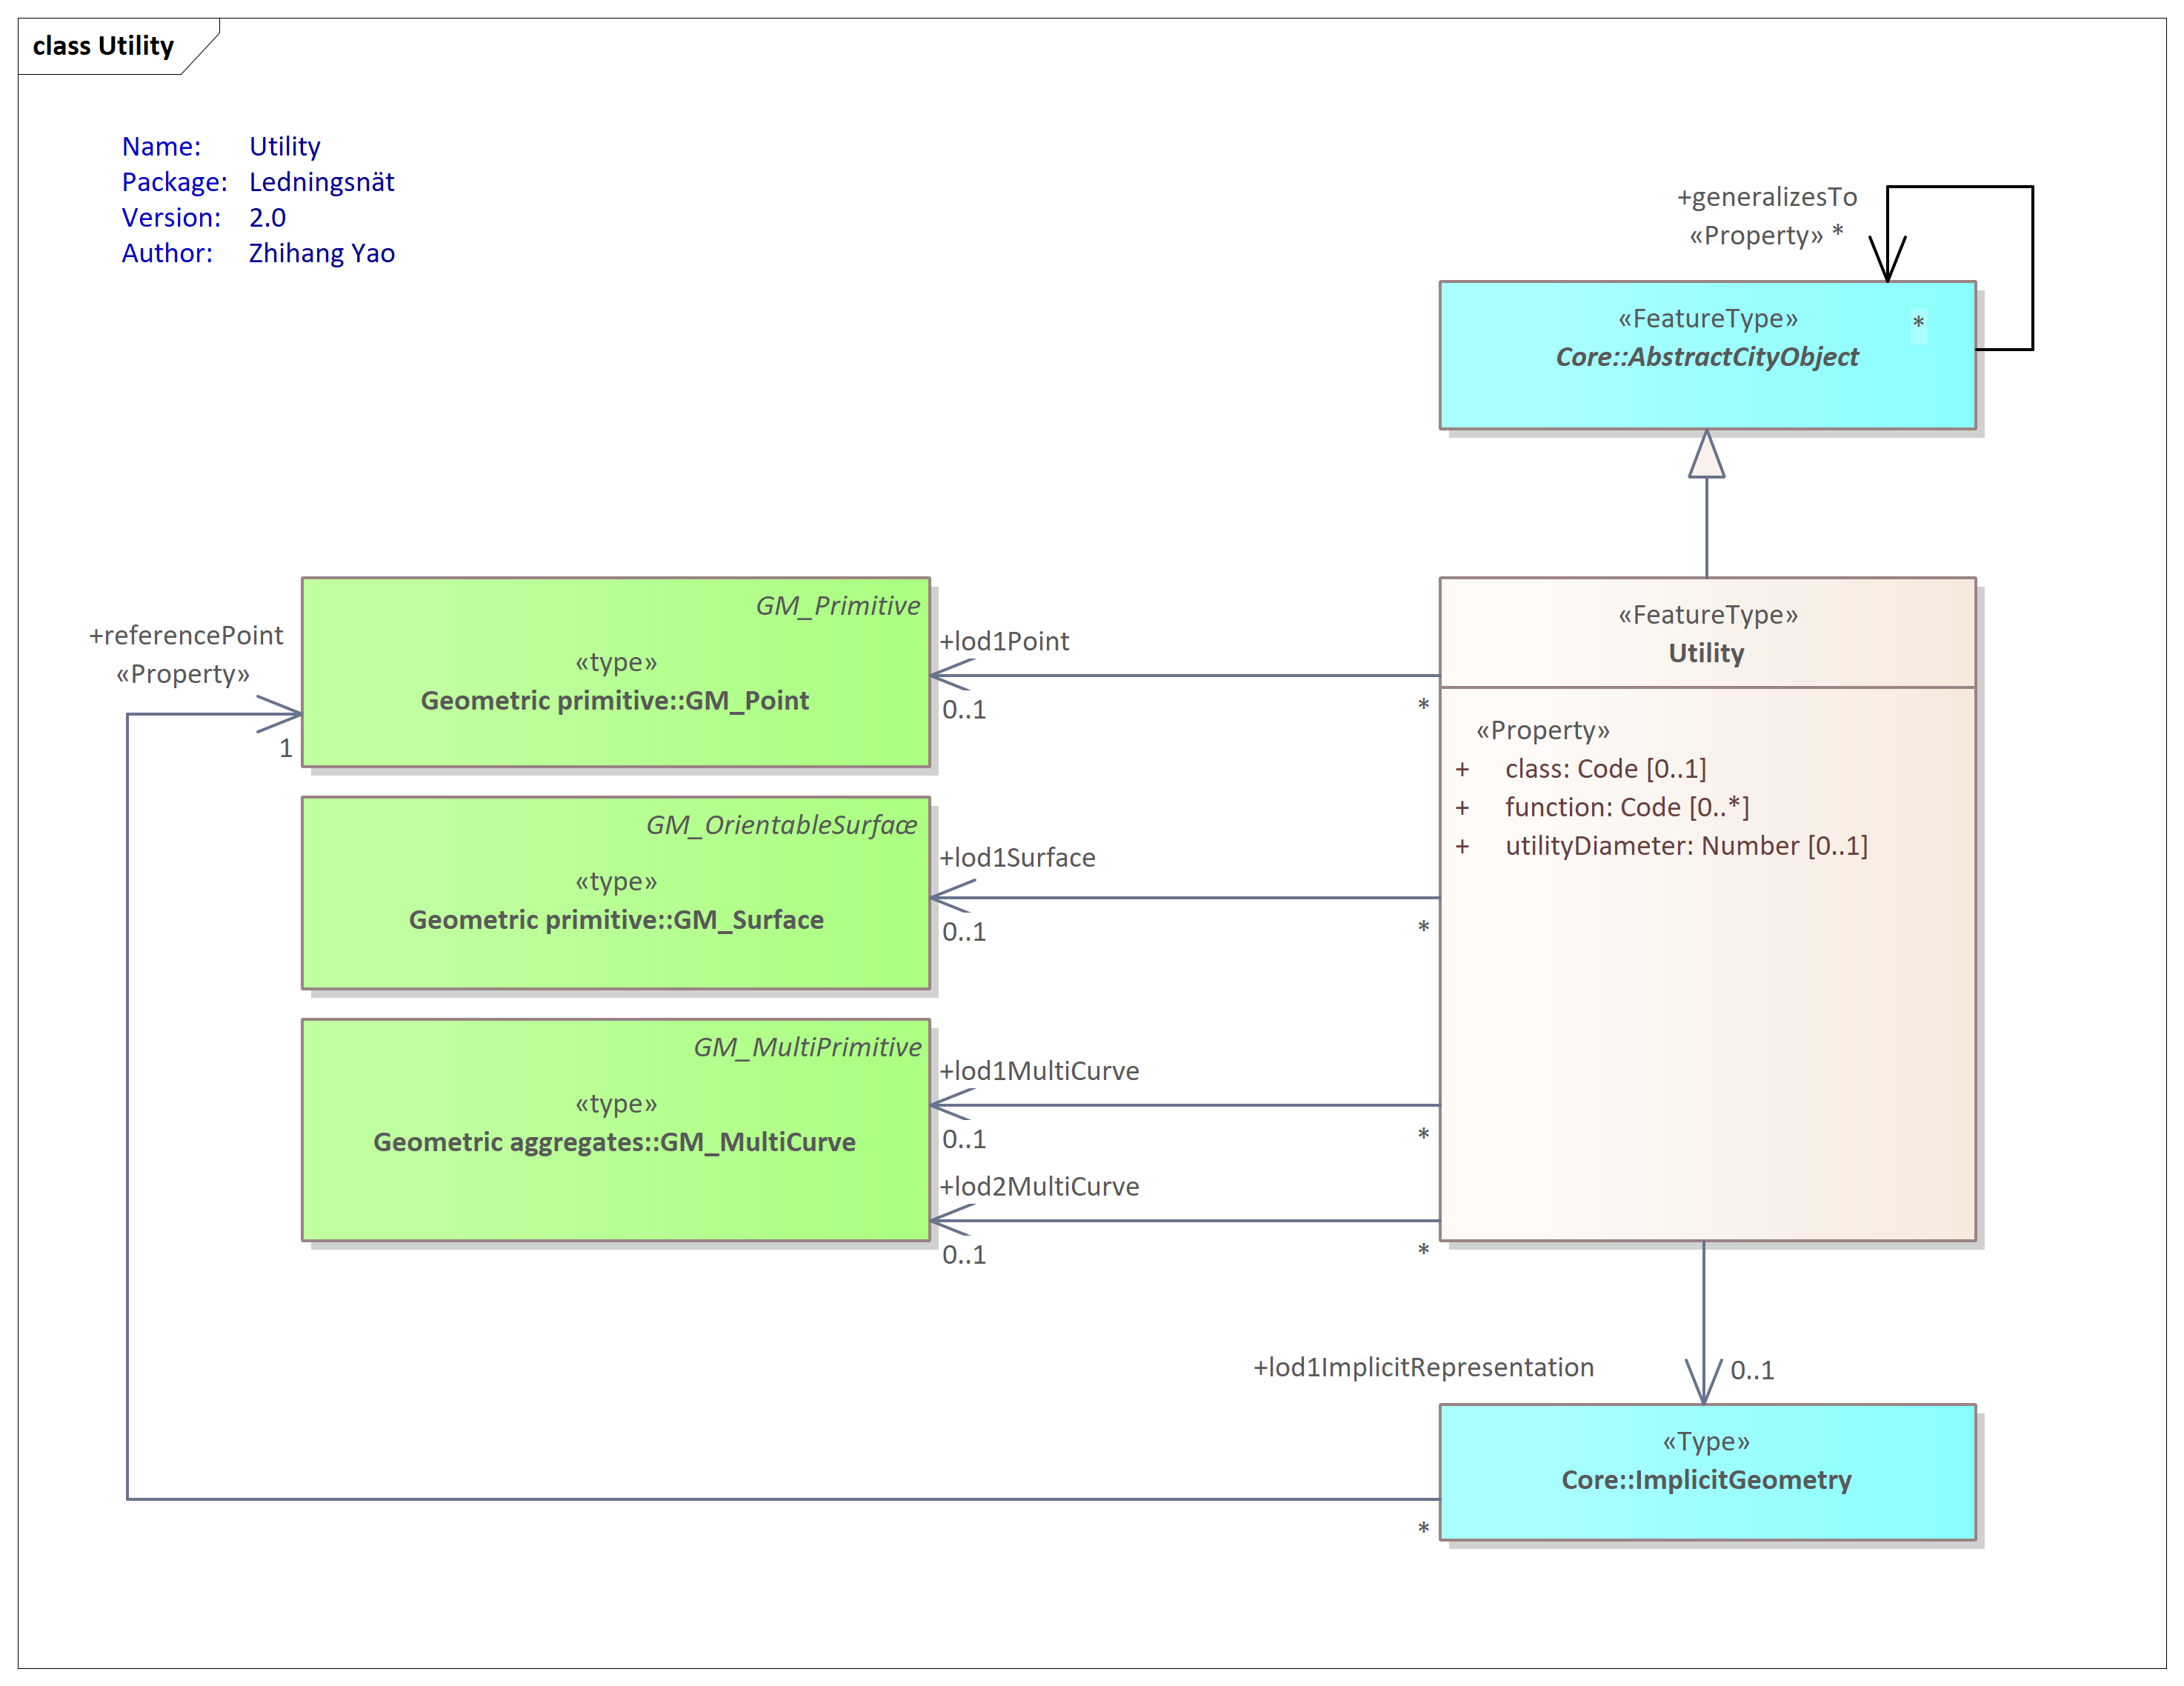 class Utility
Name: Utility
Package: Ledningsnät
Version: 2.0
Author: Zhihang Yao
+generalizesTo
«Property» *
«FeatureType»
*
Core::AbstractCityObject
GM_Primitive
«type»
Geometric primitive::GM_Point
+referencePoint
«Property»
1
+lod1Point
0..1
*
«FeatureType»
Utility
«Property»
+ class: Code [0..1]
+ function: Code [0..*]
+ utilityDiameter: Number [0..1]
GM_OrientableSurface
«type»
Geometric primitive::GM_Surface
+lod1Surface
0..1
*
GM_MultiPrimitive
«type»
Geometric aggregates::GM_MultiCurve
+lod1MultiCurve
0..1
*
+lod2MultiCurve
0..1
*
+lod1ImplicitRepresentation
0..1
«Type»
Core::ImplicitGeometry
*